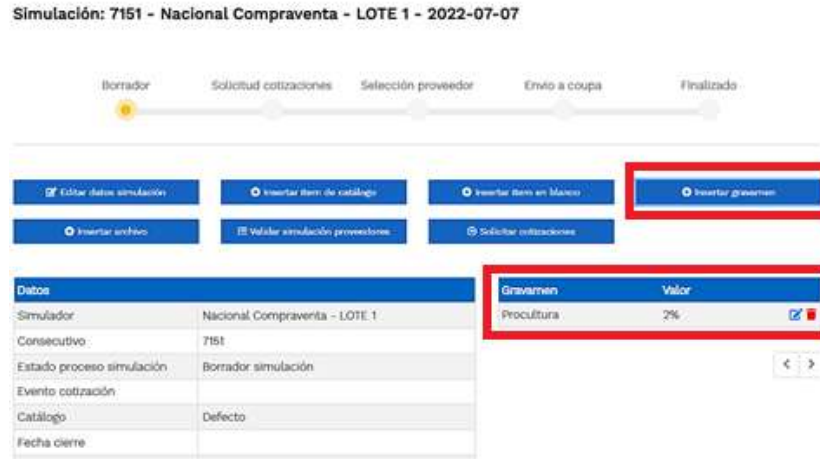 Simulación: 7151 - Nacional Compraventa - LOTE 1 - 2022-07-07
Borrador Solicitud cotizaciones Selección proveedor Envio a coupa Finalizado
Editar datos simulación Insertar item de catálogo Insertar item en blanco Insertar gravamen
Insertar archivo Validar simulación proveedores Solicitar cotizaciones
Datos
Simulador Nacional Compraventa - LOTE 1
Consecutivo 7151
Estado proceso simulación Borrador simulación
Evento cotización
Catálogo Defecto
Fecha cierre
Gravamen Valor
Procultura 2%